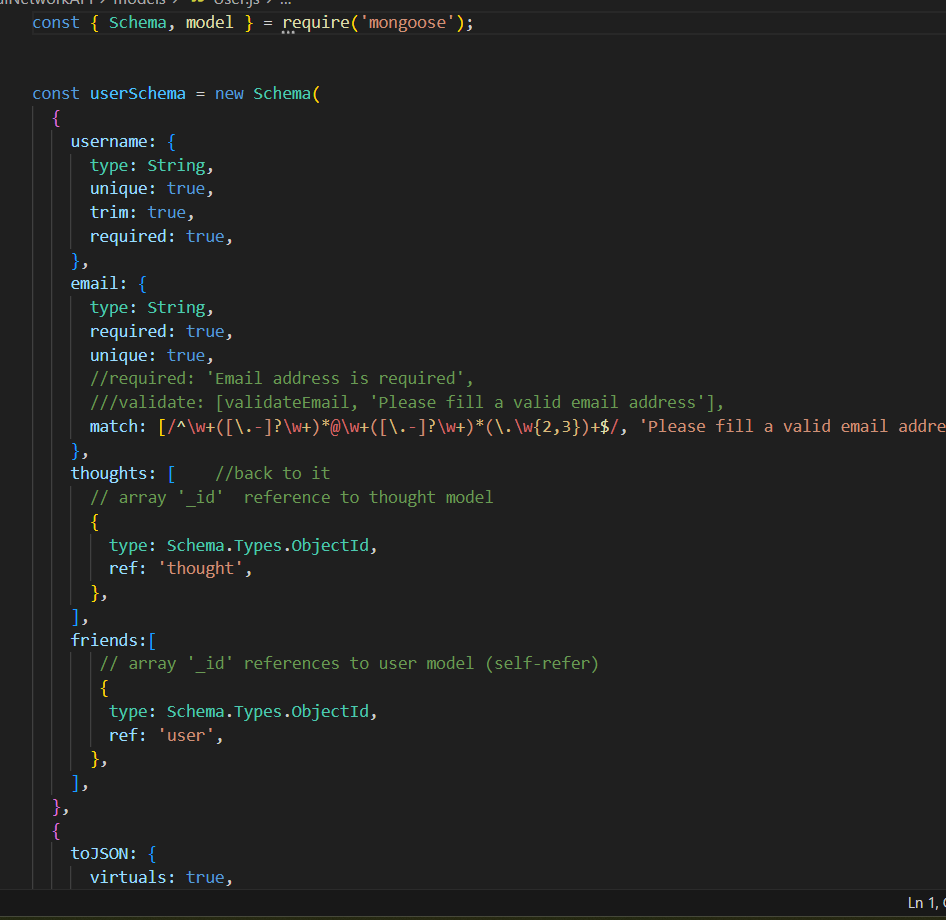 models > JS User.js > ...
const { Schema, model } = require('mongoose');
const userSchema = new Schema(
{
username: {
type: String,
unique: true,
trim: true,
required: true,
},
email: {
type: String,
required: true,
unique: true,
//required: 'Email address is required',
///validate: [validateEmail, 'Please fill a valid email address'],
match: [/^\w+([\.-]?\w+)*@\w+([\.-]?\w+)*(\.\w{2,3})+$/, 'Please fill a valid email addre
},
thoughts: [ //back to it
// array '_id' reference to thought model
{
type: Schema.Types.ObjectId,
ref: 'thought',
},
],
friends:[
// array '_id' references to user model (self-refer)
{
type: Schema.Types.ObjectId,
ref: 'user',
},
],
},
{
toJSON: {
virtuals: true,
Ln 1,